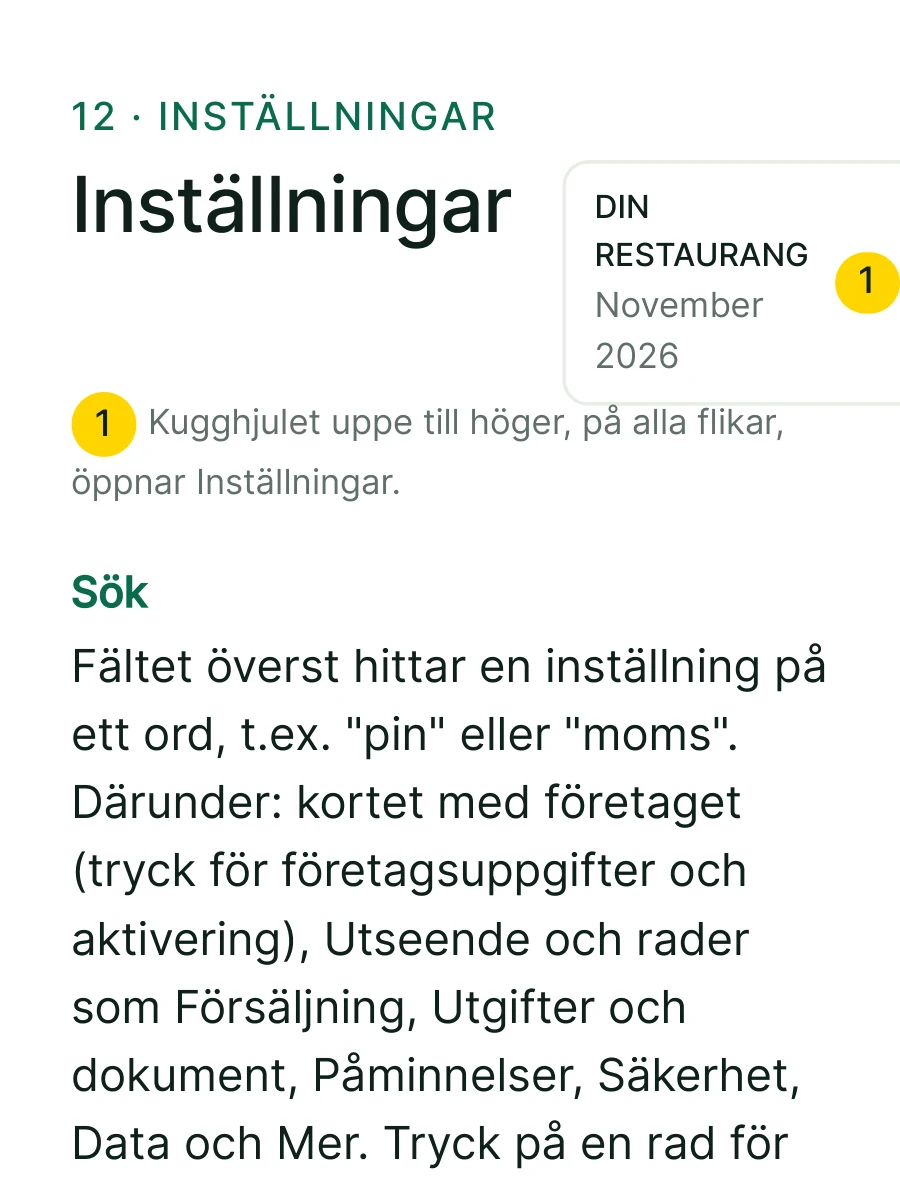 12 · INSTÄLLNINGAR
Inställningar
DIN
RESTAURANG
November
2026
1
1 Kugghjulet uppe till höger, på alla flikar,
öppnar Inställningar.
Sök
Fältet överst hittar en inställning på
ett ord, t.ex. "pin" eller "moms".
Därunder: kortet med företaget
(tryck för företagsuppgifter och
aktivering), Utseende och rader
som Försäljning, Utgifter och
dokument, Påminnelser, Säkerhet,
Data och Mer. Tryck på en rad för